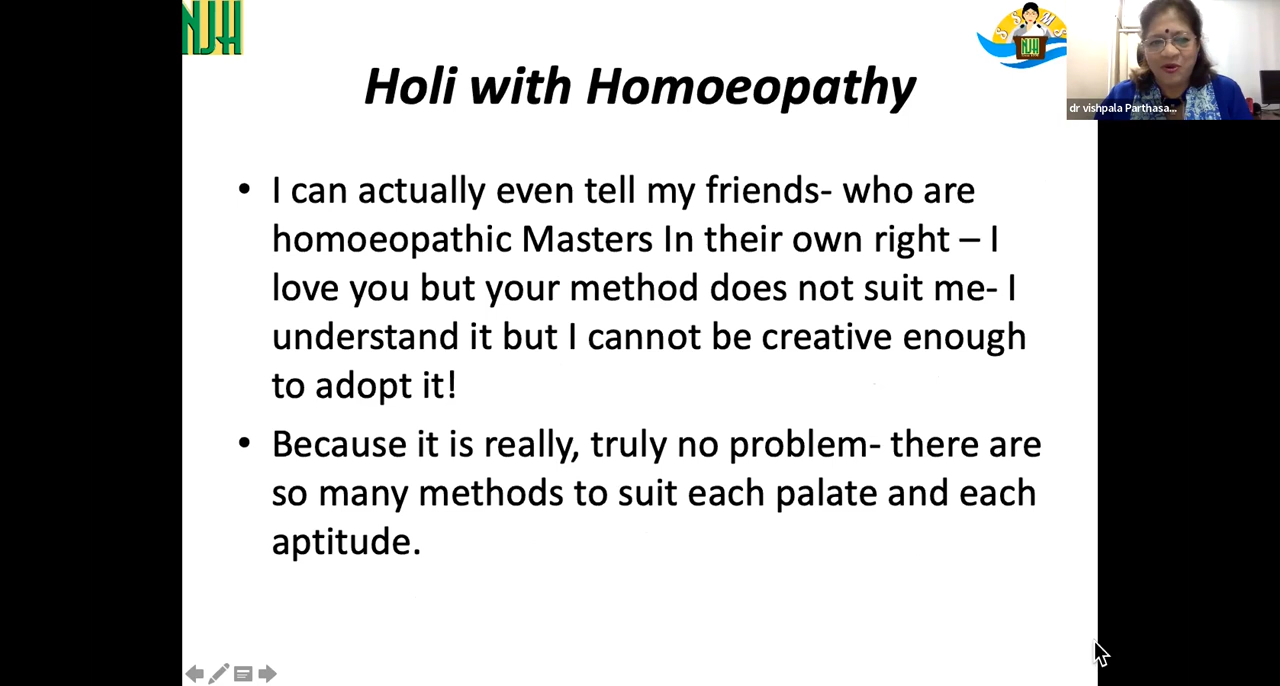 NJH
S S M S
NJH
dr vishpala Parthasa...
Holi with Homoeopathy
• I can actually even tell my friends- who are
homoeopathic Masters In their own right – I
love you but your method does not suit me- I
understand it but I cannot be creative enough
to adopt it!
• Because it is really, truly no problem- there are
so many methods to suit each palate and each
aptitude.